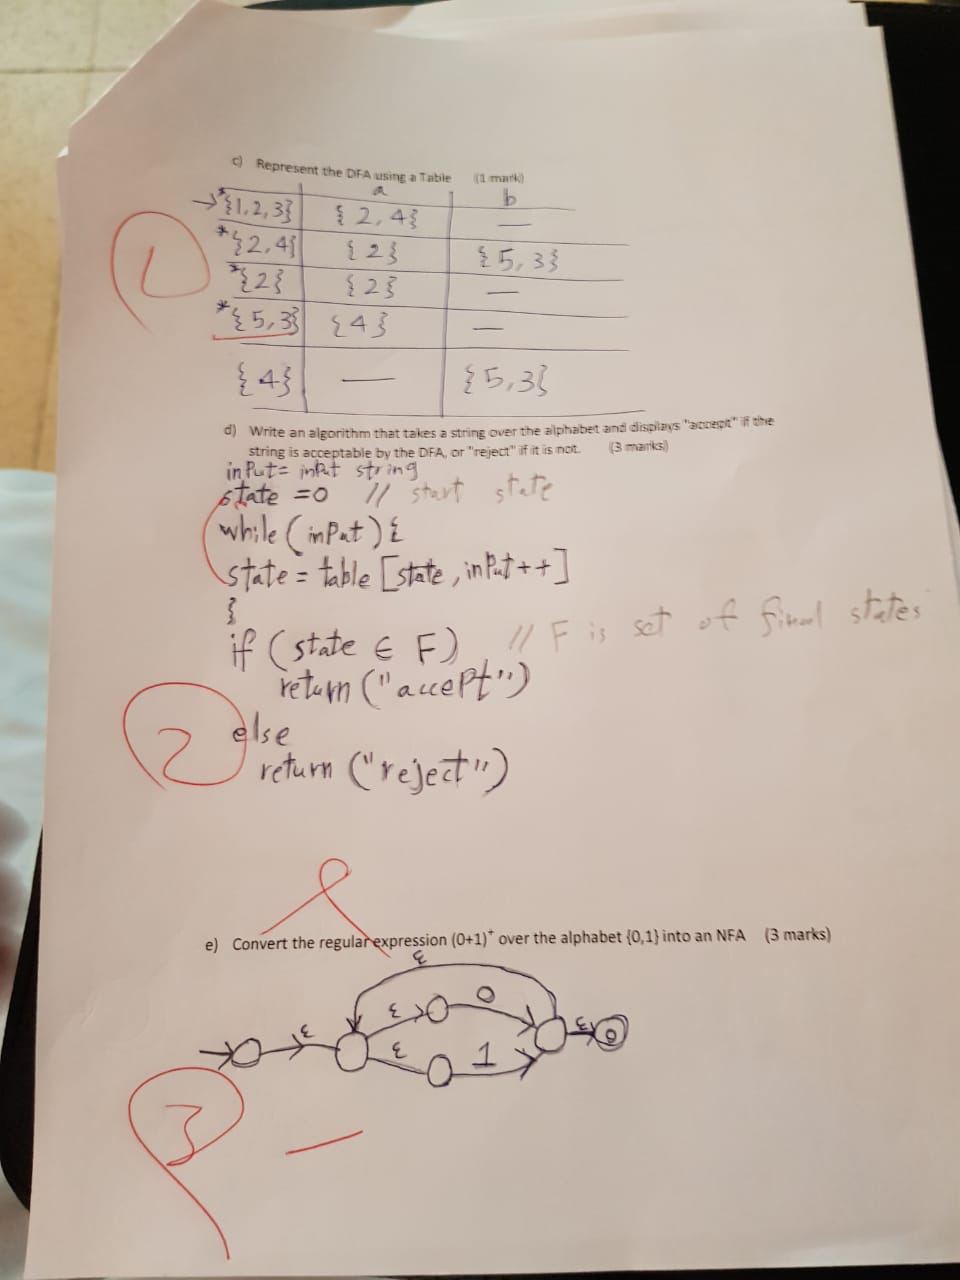 c) Represent the DFA using a Table (1 mark)
a b
→ *{1,2,3} {2,4} —
*{2,4} {2} {5,3}
*{2} {2} —
*{5,3} {4} —
{4} — {5,3}
1
d) Write an algorithm that takes a string over the alphabet and displays "accept" if the
string is acceptable by the DFA, or "reject" if it is not. (3 marks)
input= input string
state =0 // start state
while (input) {
state = table [state, input++]
}
if (state ∈ F) // F is set of final states
return ("accept")
else
return ("reject")
2
e) Convert the regular expression (0+1)⁺ over the alphabet {0,1} into an NFA (3 marks)
ε
ε 0
ε ε
ε 1
3